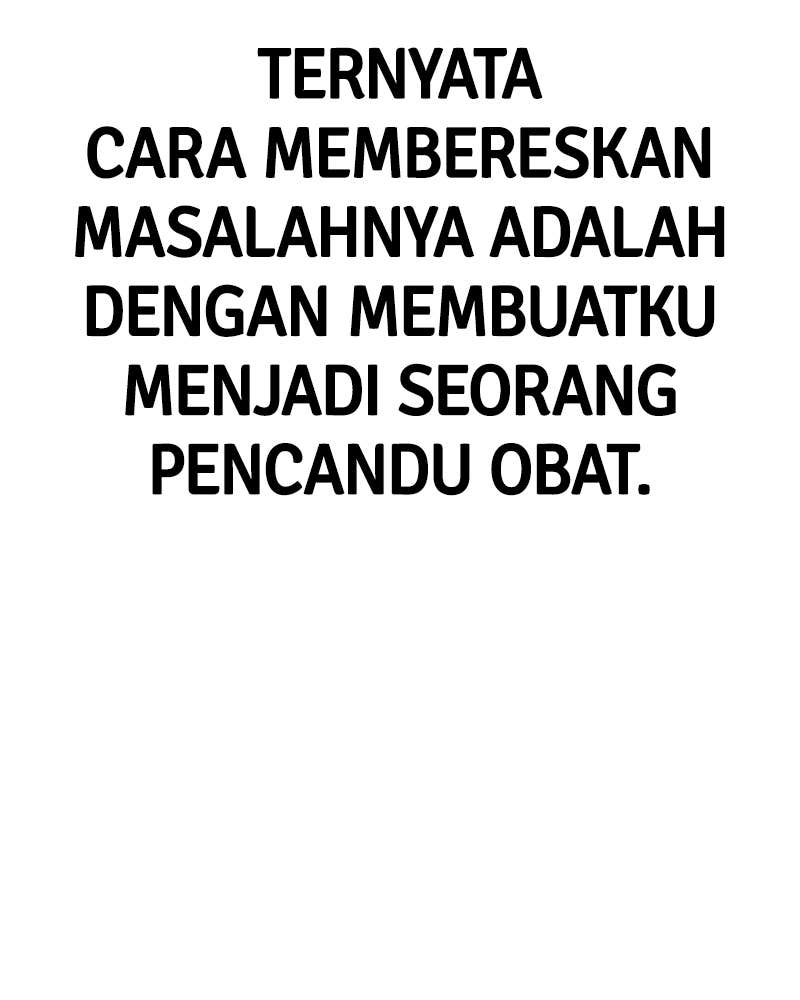 TERNYATA
CARA MEMBERESKAN
MASALAHNYA ADALAH
DENGAN MEMBUATKU
MENJADI SEORANG
PENCANDU OBAT.